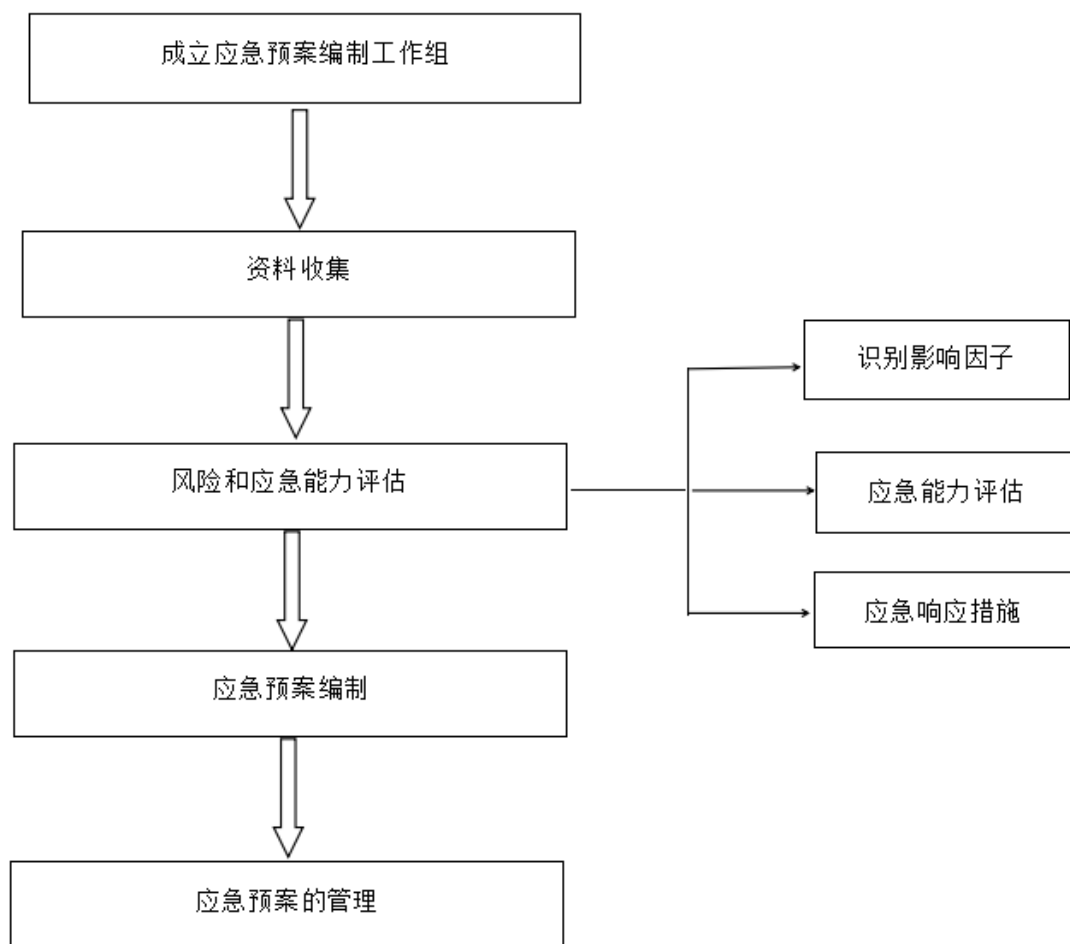 成立应急预案编制工作组
资料收集
风险和应急能力评估
识别影响因子
应急能力评估
应急响应措施
应急预案编制
应急预案的管理